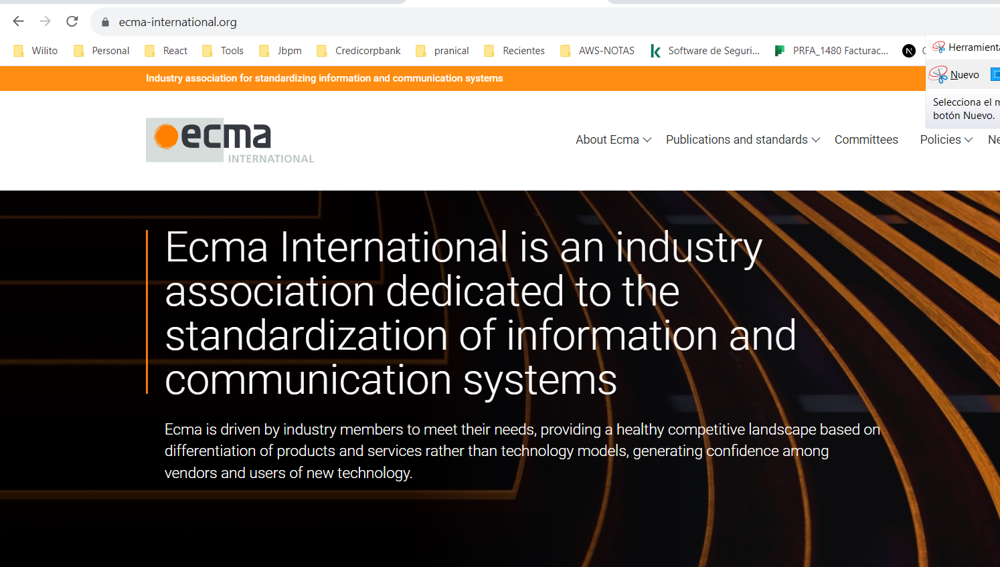 ecma-international.org
Wilito Personal React Tools Jbpm Credicorpbank pranical Recientes AWS-NOTAS Software de Seguri... PRFA_1480 Facturac...
Herramienta
Nuevo
Selecciona el m
botón Nuevo.
Industry association for standardizing information and communication systems
ecma
INTERNATIONAL
About Ecma Publications and standards Committees Policies Ne
Ecma International is an industry
association dedicated to the
standardization of information and
communication systems
Ecma is driven by industry members to meet their needs, providing a healthy competitive landscape based on
differentiation of products and services rather than technology models, generating confidence among
vendors and users of new technology.